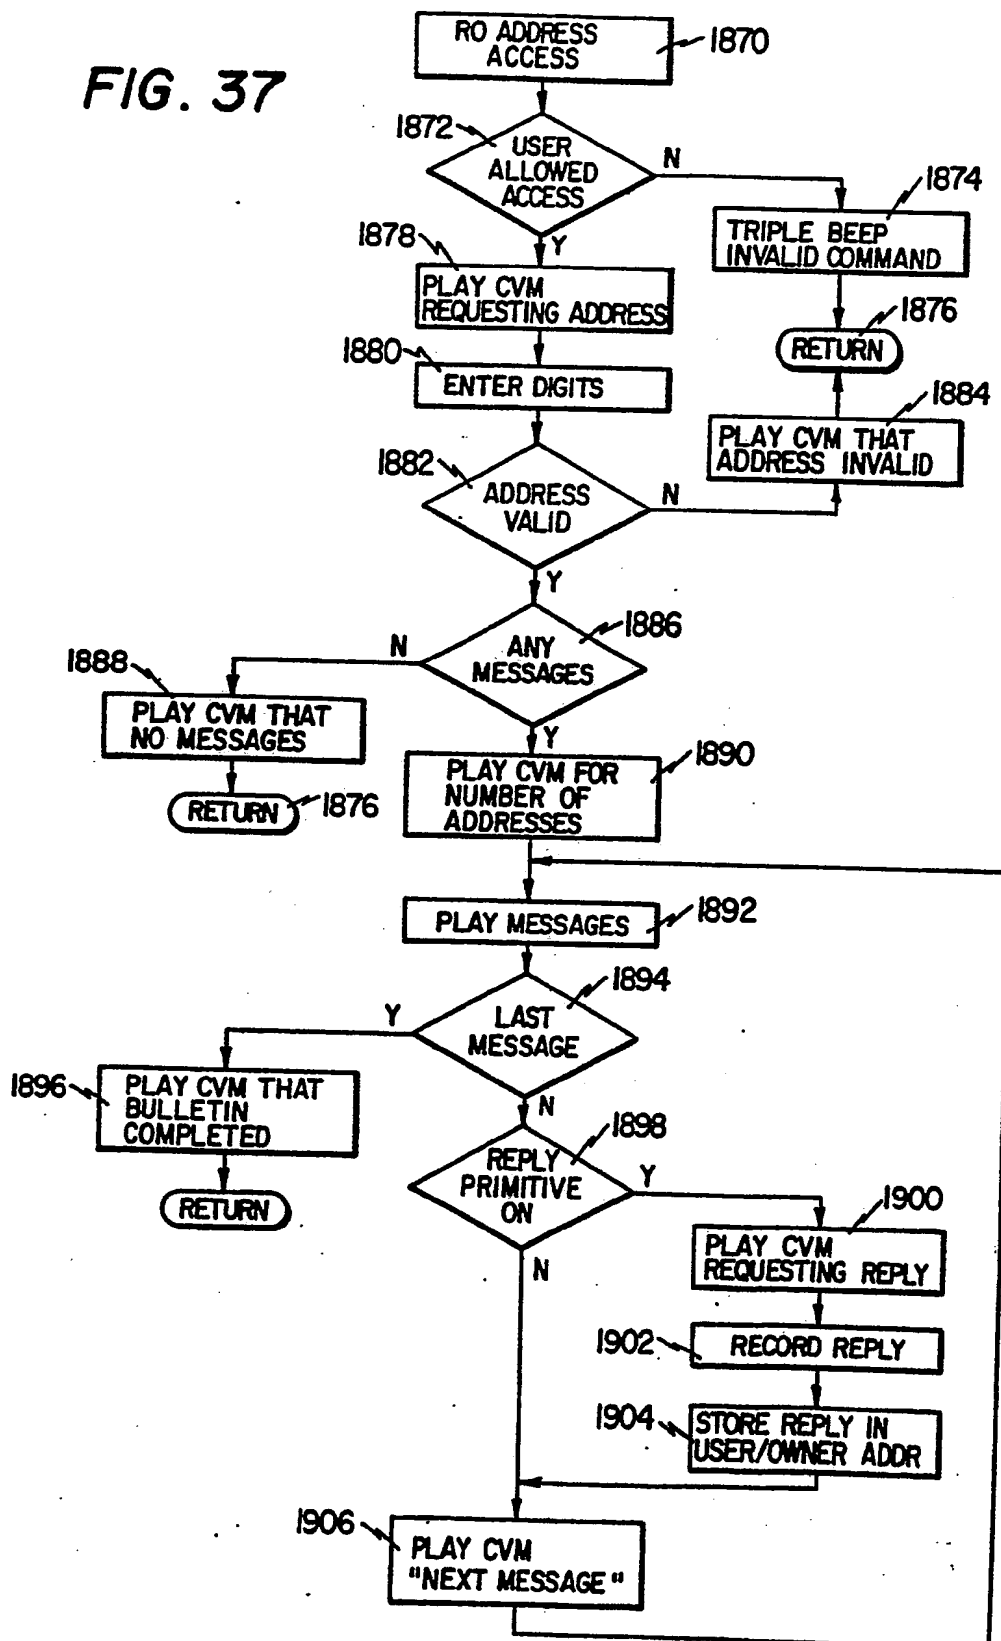 FIG. 37
RO ADDRESS
ACCESS
1870
1872
USER
ALLOWED
ACCESS
N
Y
1874
TRIPLE BEEP
INVALID COMMAND
1876
RETURN
1878
PLAY CVM
REQUESTING ADDRESS
1880
ENTER DIGITS
1884
PLAY CVM THAT
ADDRESS INVALID
1882
ADDRESS
VALID
N
Y
1886
ANY
MESSAGES
N
Y
1888
PLAY CVM THAT
NO MESSAGES
RETURN
1876
1890
PLAY CVM FOR
NUMBER OF
ADDRESSES
1892
PLAY MESSAGES
1894
LAST
MESSAGE
Y
N
1896
PLAY CVM THAT
BULLETIN
COMPLETED
RETURN
1898
REPLY
PRIMITIVE
ON
Y
N
1900
PLAY CVM
REQUESTING REPLY
1902
RECORD REPLY
1904
STORE REPLY IN
USER/OWNER ADDR
1906
PLAY CVM
"NEXT MESSAGE"